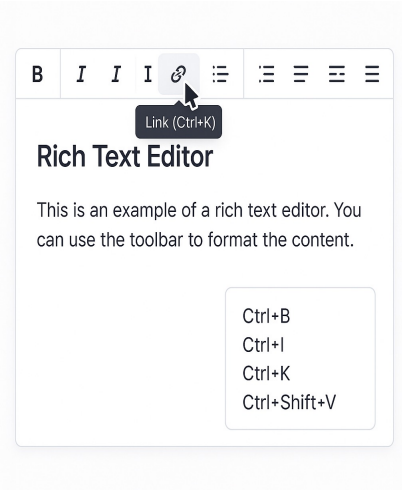 B I I I
Link (Ctrl+K)
Rich Text Editor
This is an example of a rich text editor. You
can use the toolbar to format the content.
Ctrl+B
Ctrl+I
Ctrl+K
Ctrl+Shift+V